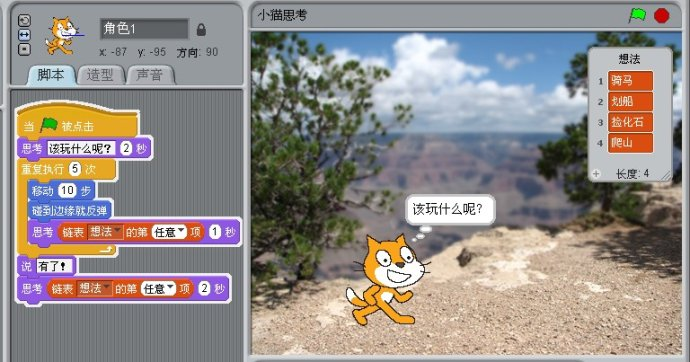 角色1
x: -87 y: -95 方向: 90
脚本 造型 声音
当 被点击
思考 该玩什么呢? 2 秒
重复执行 5 次
移动 10 步
碰到边缘就反弹
思考 链表 想法 的第 任意 项 1 秒
说 有了!
思考 链表 想法 的第 任意 项 2 秒
小猫思考
想法
1 骑马
2 划船
3 捡化石
4 爬山
+ 长度: 4
该玩什么呢?